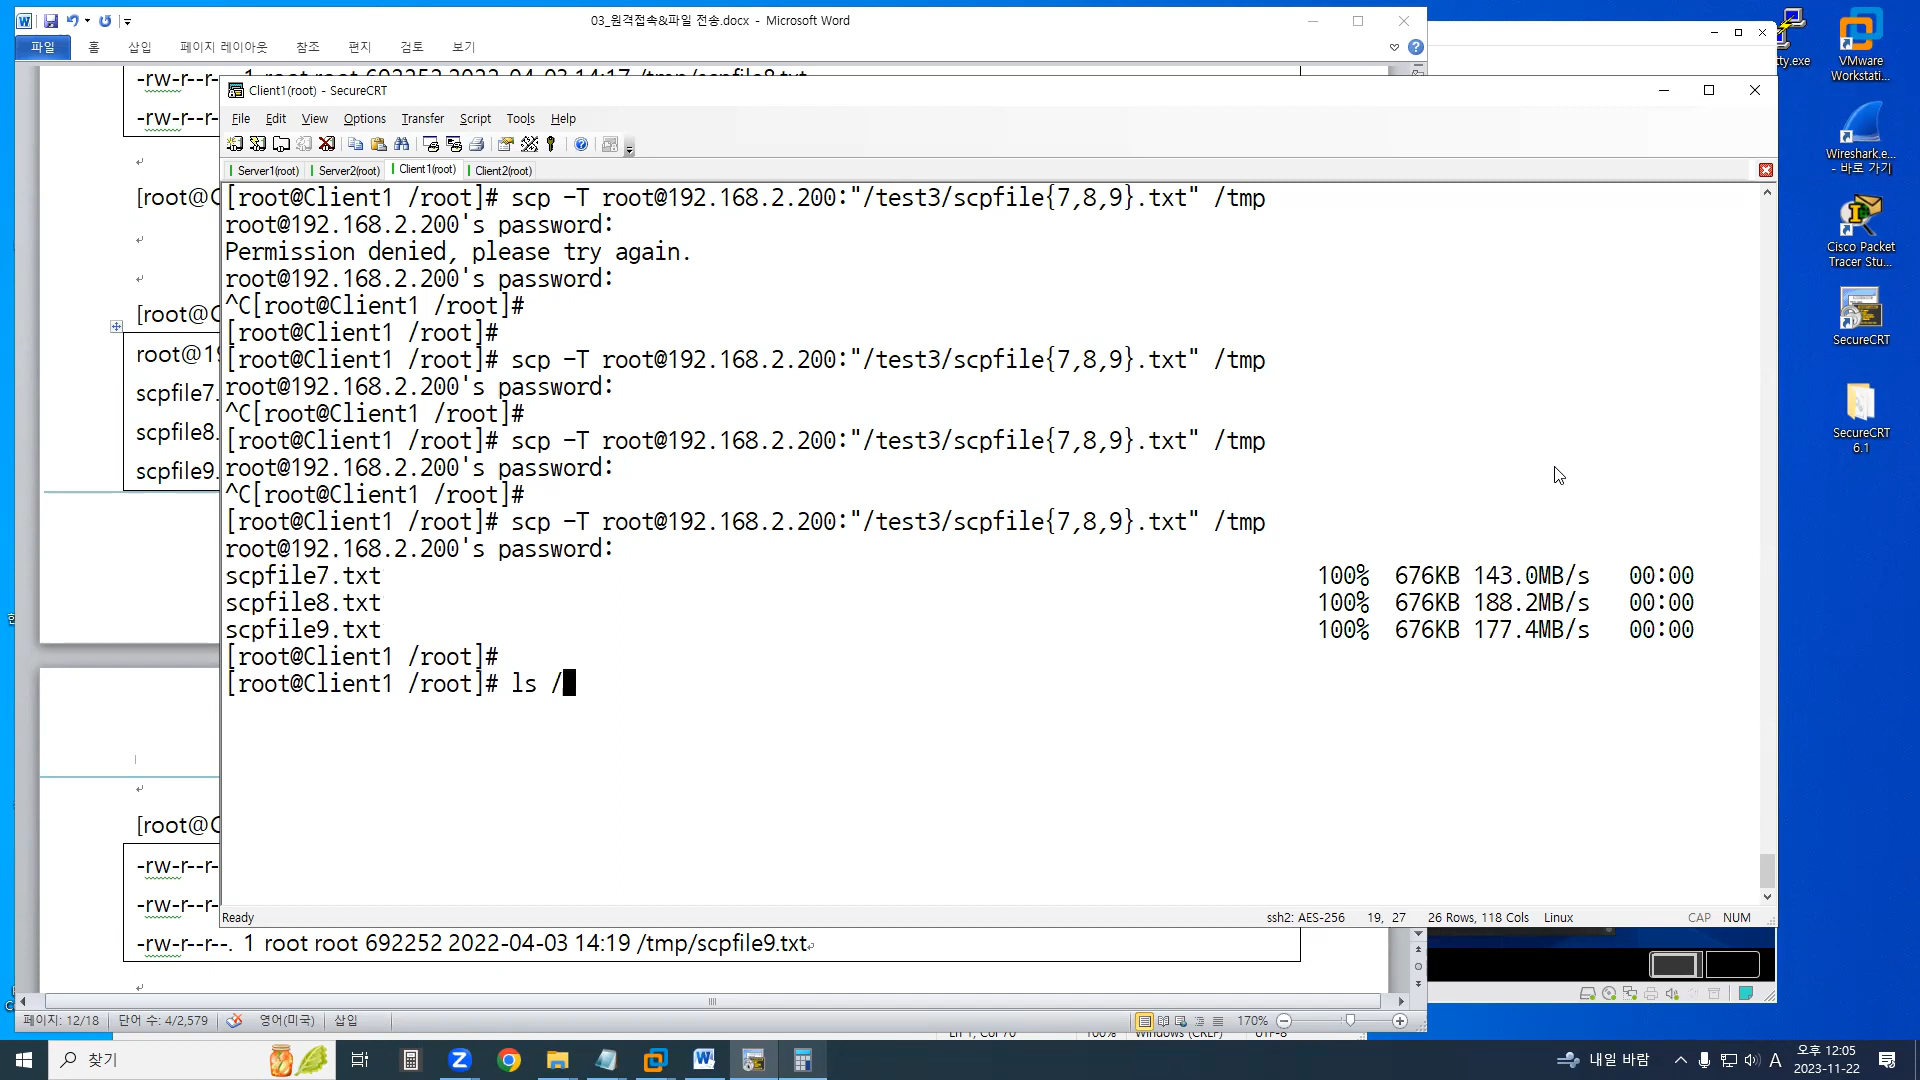 03_원격접속&파일 전송.docx - Microsoft Word
파일 홈 삽입 페이지 레이아웃 참조 편지 검토 보기
-rw-r--r-
-rw-r--r-
[root@C
[root@C
root@19
scpfile7.
scpfile8.
scpfile9.
Client1(root) - SecureCRT
File Edit View Options Transfer Script Tools Help
Server1(root) Server2(root) Client1(root) Client2(root)
[root@Client1 /root]# scp -T root@192.168.2.200:"/test3/scpfile{7,8,9}.txt" /tmp
root@192.168.2.200's password:
Permission denied, please try again.
root@192.168.2.200's password:
^C[root@Client1 /root]#
[root@Client1 /root]#
[root@Client1 /root]# scp -T root@192.168.2.200:"/test3/scpfile{7,8,9}.txt" /tmp
root@192.168.2.200's password:
^C[root@Client1 /root]#
[root@Client1 /root]# scp -T root@192.168.2.200:"/test3/scpfile{7,8,9}.txt" /tmp
root@192.168.2.200's password:
^C[root@Client1 /root]#
[root@Client1 /root]# scp -T root@192.168.2.200:"/test3/scpfile{7,8,9}.txt" /tmp
root@192.168.2.200's password:
scpfile7.txt 100% 676KB 143.0MB/s 00:00
scpfile8.txt 100% 676KB 188.2MB/s 00:00
scpfile9.txt 100% 676KB 177.4MB/s 00:00
[root@Client1 /root]#
[root@Client1 /root]# ls /
Ready ssh2: AES-256 19, 27 26 Rows, 118 Cols Linux CAP NUM
[root@C
-rw-r--r-
-rw-r--r-
-rw-r--r--. 1 root root 692252 2022-04-03 14:19 /tmp/scpfile9.txt
페이지: 12/18 단어 수: 4/2,579 영어(미국) 삽입 170%
tty.exe
VMware
Workstati...
Wireshark.e...
- 바로 가기
Cisco Packet
Tracer Stu...
SecureCRT
SecureCRT
6.1
찾기
내일 바람 A 오후 12:05
2023-11-22